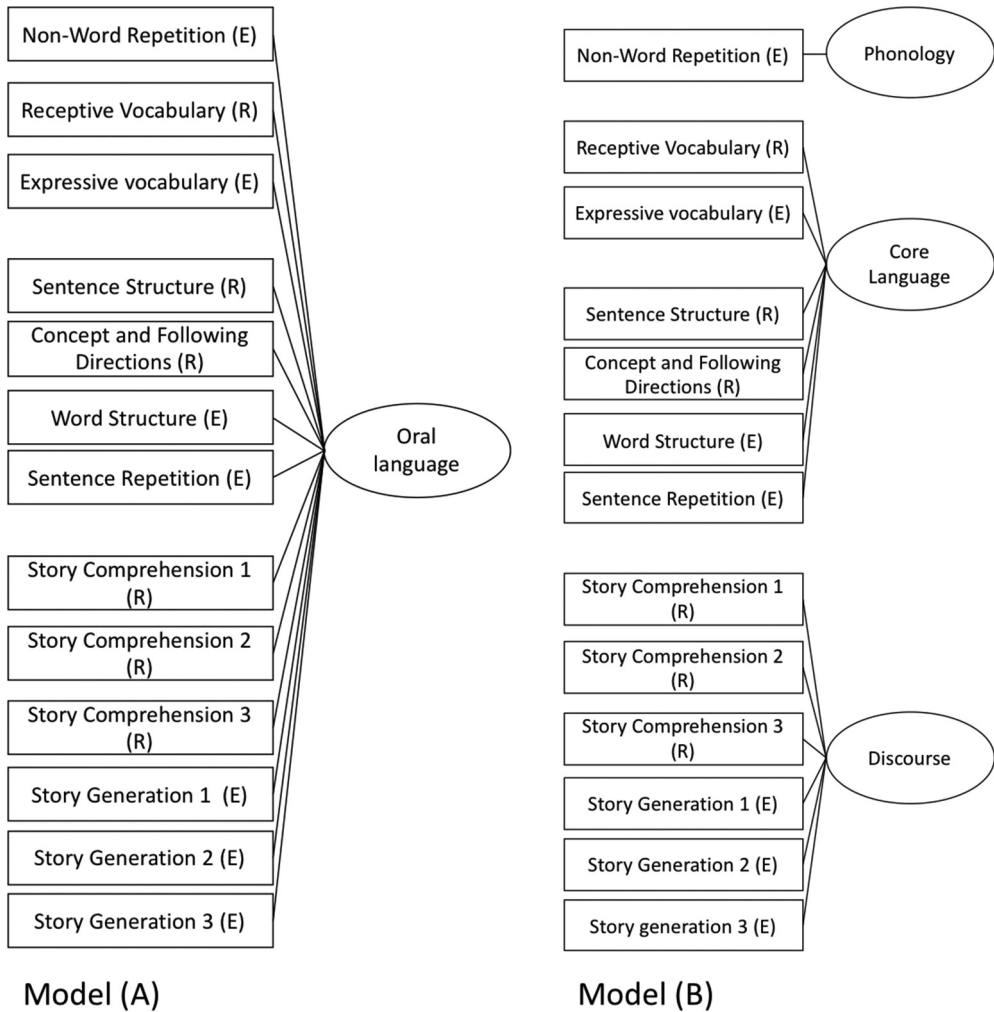 Non-Word Repetition (E)
Receptive Vocabulary (R)
Expressive vocabulary (E)
Sentence Structure (R)
Concept and Following
Directions (R)
Word Structure (E)
Sentence Repetition (E)
Story Comprehension 1
(R)
Story Comprehension 2
(R)
Story Comprehension 3
(R)
Story Generation 1 (E)
Story Generation 2 (E)
Story Generation 3 (E)
Oral
language
Model (A)
Non-Word Repetition (E)
Phonology
Receptive Vocabulary (R)
Expressive vocabulary (E)
Sentence Structure (R)
Concept and Following
Directions (R)
Word Structure (E)
Sentence Repetition (E)
Core
Language
Story Comprehension 1
(R)
Story Comprehension 2
(R)
Story Comprehension 3
(R)
Story Generation 1 (E)
Story Generation 2 (E)
Story generation 3 (E)
Discourse
Model (B)